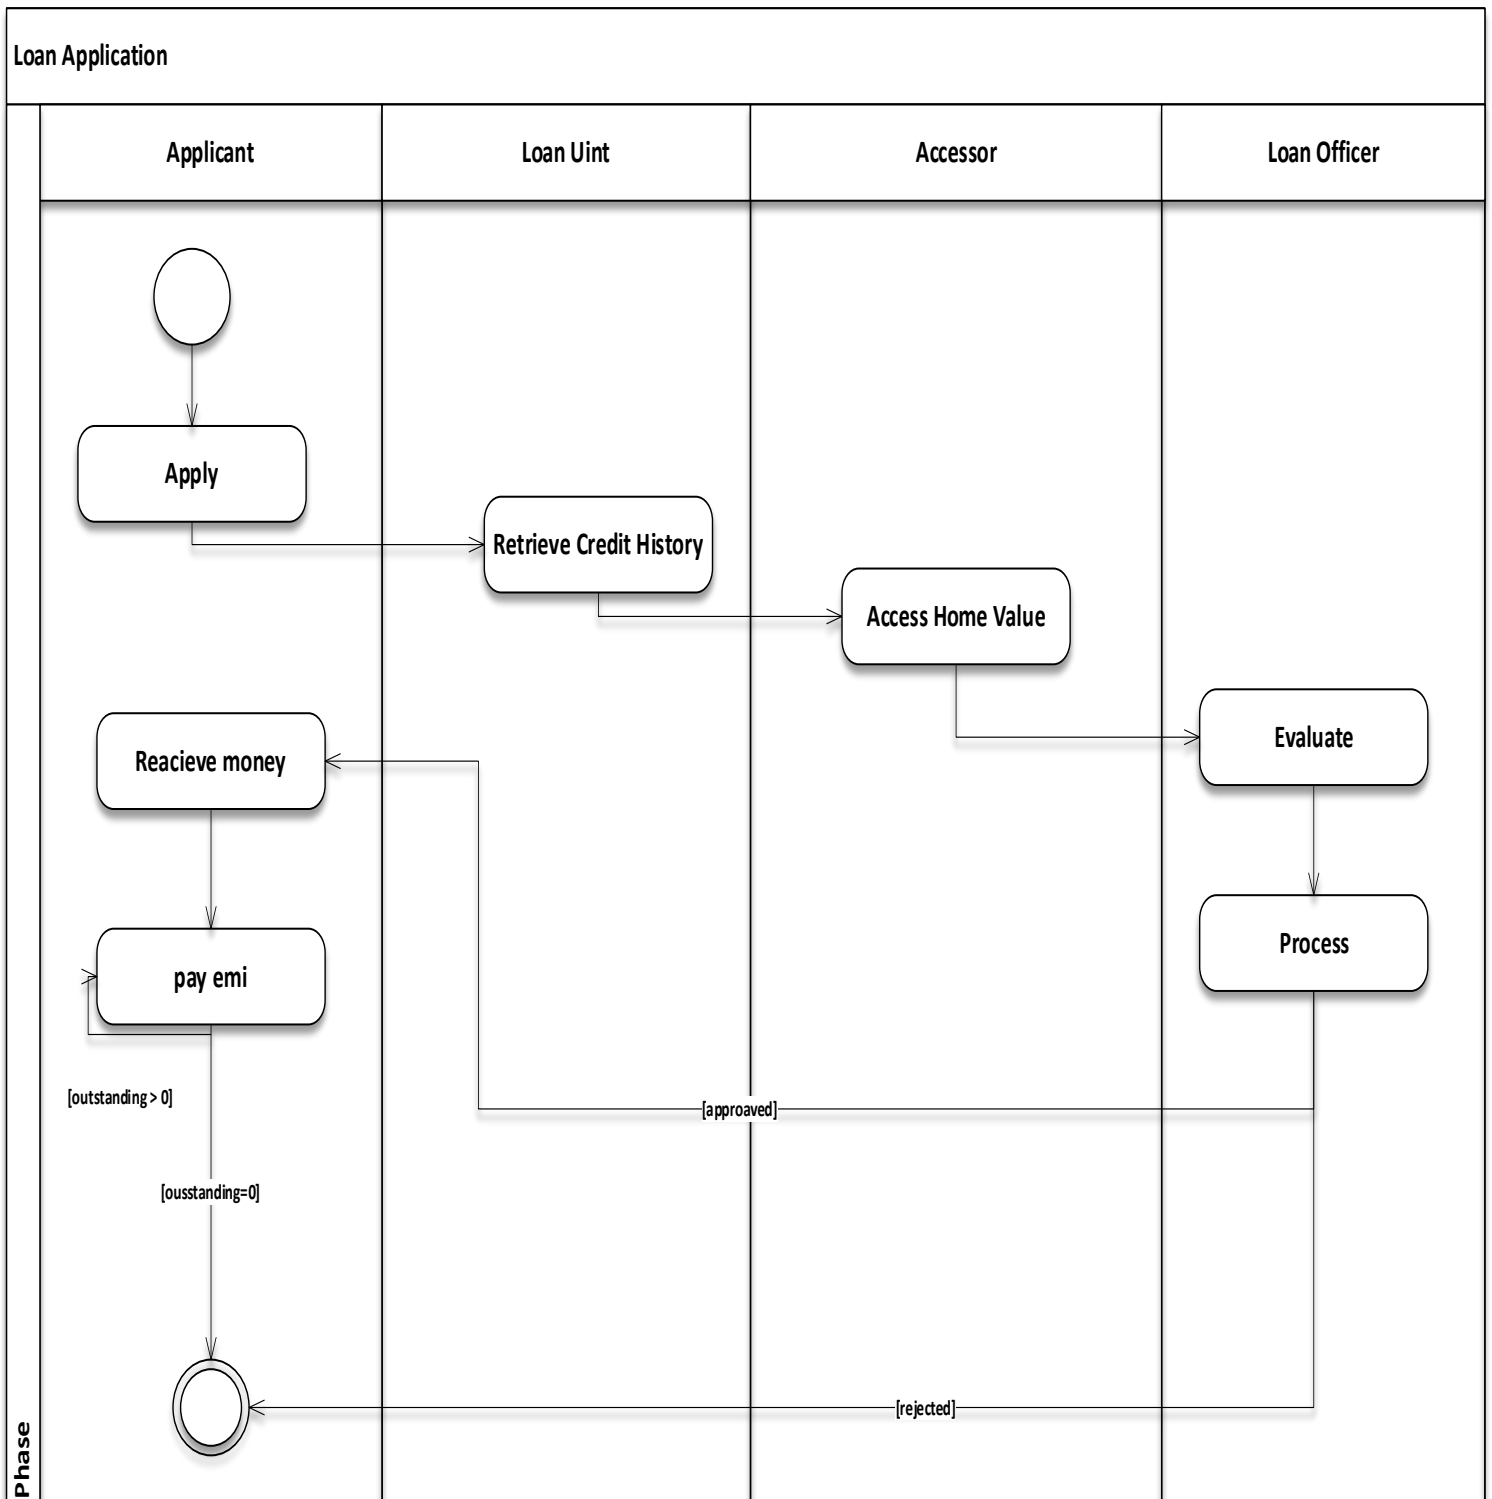 Loan Application
Applicant
Loan Uint
Accessor
Loan Officer
Apply
Retrieve Credit History
Access Home Value
Evaluate
Reacieve money
Process
pay emi
[outstanding > 0]
[approaved]
[ousstanding=0]
[rejected]
Phase